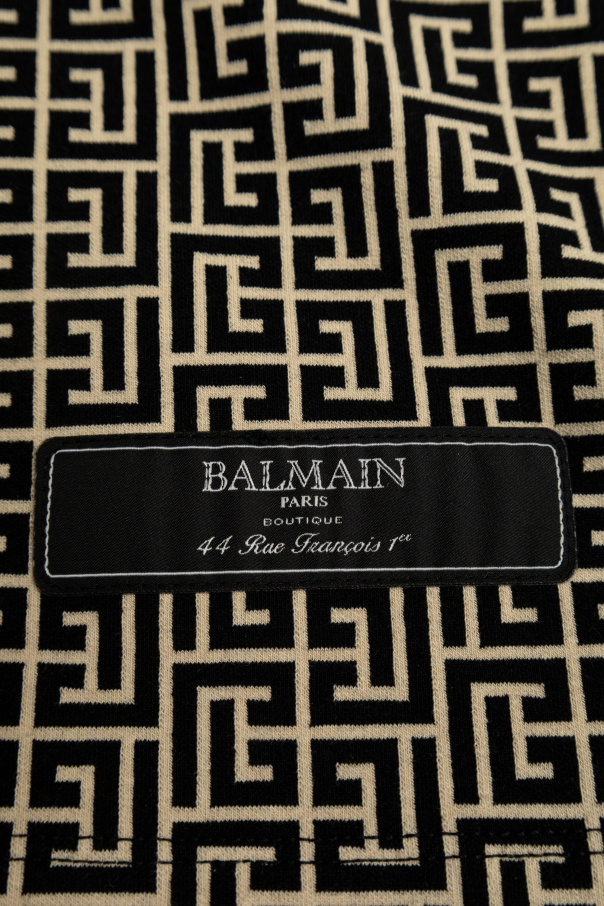 BALMAIN
PARIS
BOUTIQUE
44 Rue François 1er